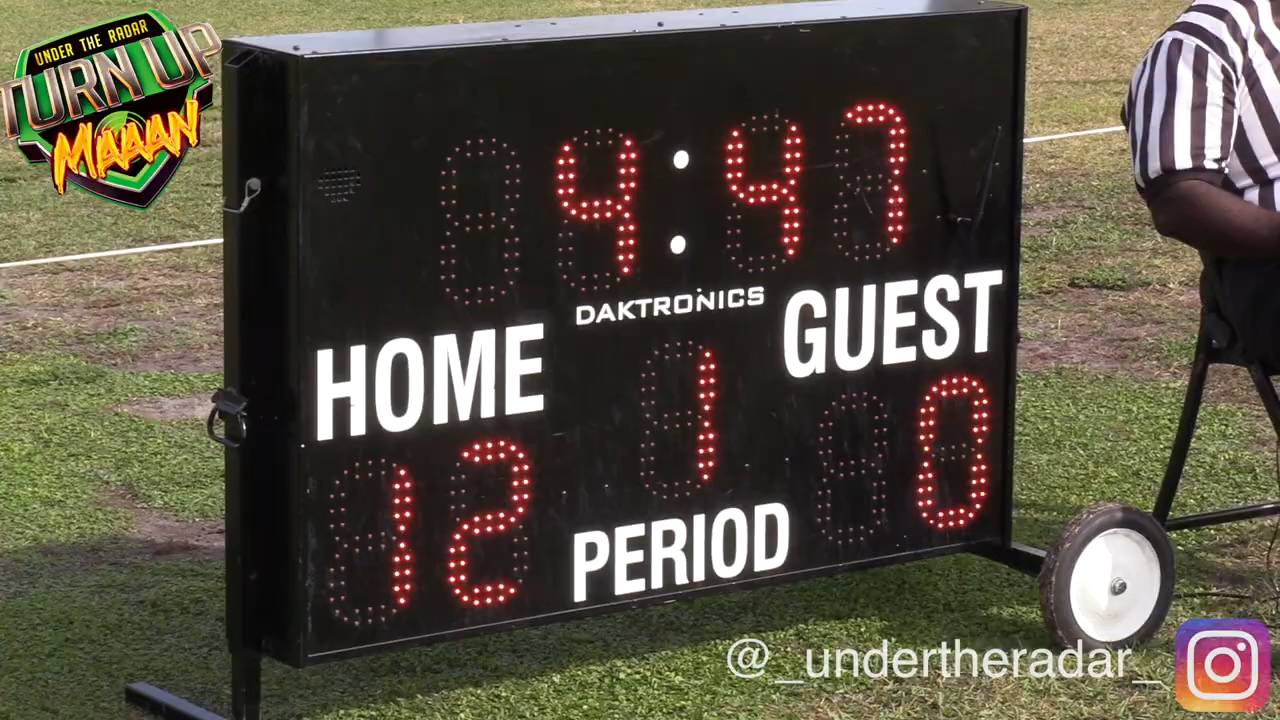 UNDER THE RADAR
TURN UP
MAAAN
4:47
DAKTRONICS
HOME
GUEST
12
1
0
PERIOD
@_undertheradar_